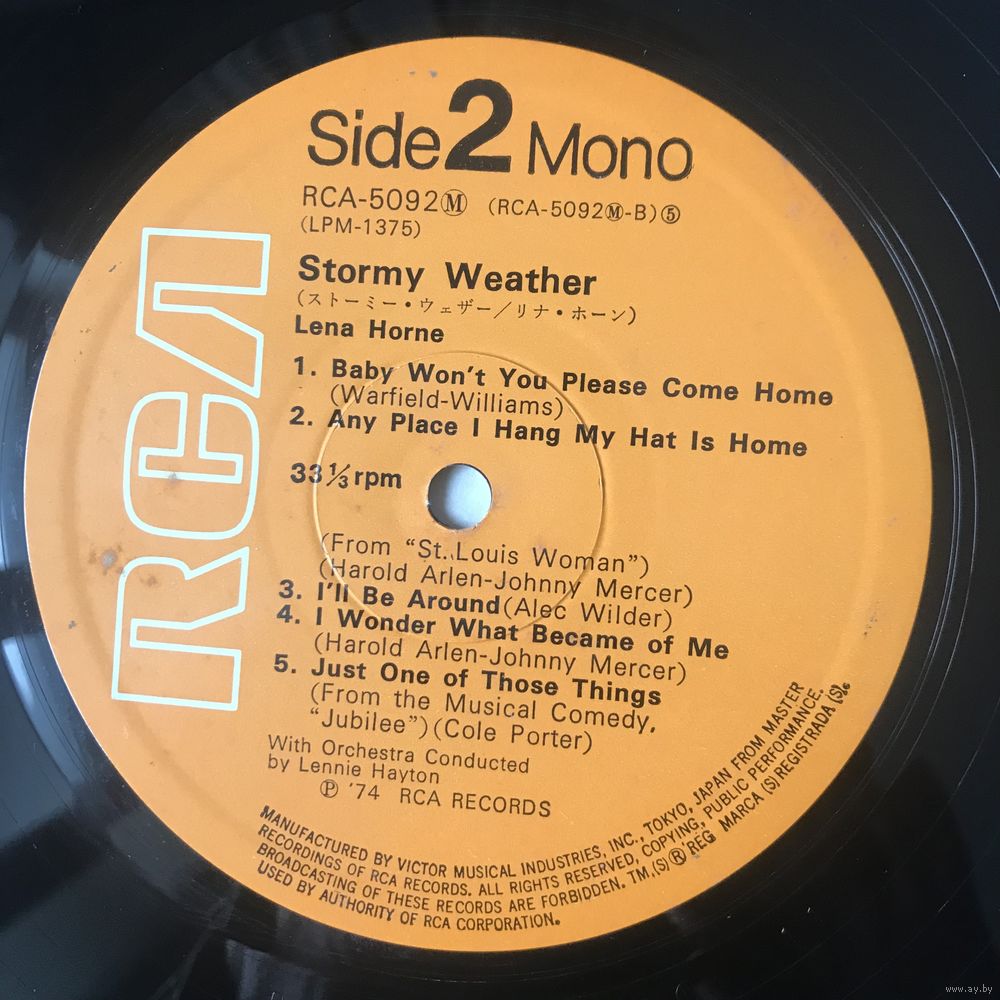 Side 2 Mono
RCA-5092Ⓜ (RCA-5092Ⓜ-B)⑤
(LPM-1375)
Stormy Weather
(ストーミー・ウェザー/リナ・ホーン)
Lena Horne
1. Baby Won't You Please Come Home
(Warfield-Williams)
2. Any Place I Hang My Hat Is Home
33⅓rpm
(From "St. Louis Woman")
(Harold Arlen-Johnny Mercer)
3. I'll Be Around(Alec Wilder)
4. I Wonder What Became of Me
(Harold Arlen-Johnny Mercer)
5. Just One of Those Things
(From the Musical Comedy,
"Jubilee")(Cole Porter)
With Orchestra Conducted
by Lennie Hayton
Ⓟ '74 RCA RECORDS
RCA
MANUFACTURED BY VICTOR MUSICAL INDUSTRIES, INC., TOKYO, JAPAN FROM MASTER
RECORDINGS OF RCA RECORDS. ALL RIGHTS RESERVED, COPYING, PUBLIC PERFORMANCE.
BROADCASTING OF THESE RECORDS ARE FORBIDDEN. TM,(S)® REG MARCA (S) REGISTRADA (S).
USED BY AUTHORITY OF RCA CORPORATION.
www.ay.by